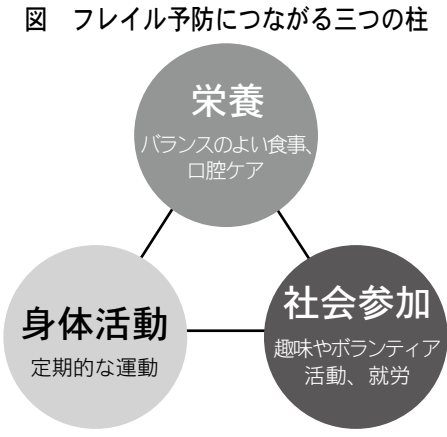 図　フレイル予防につながる三つの柱
栄養
バランスのよい食事、
口腔ケア
身体活動
定期的な運動
社会参加
趣味やボランティア
活動、就労